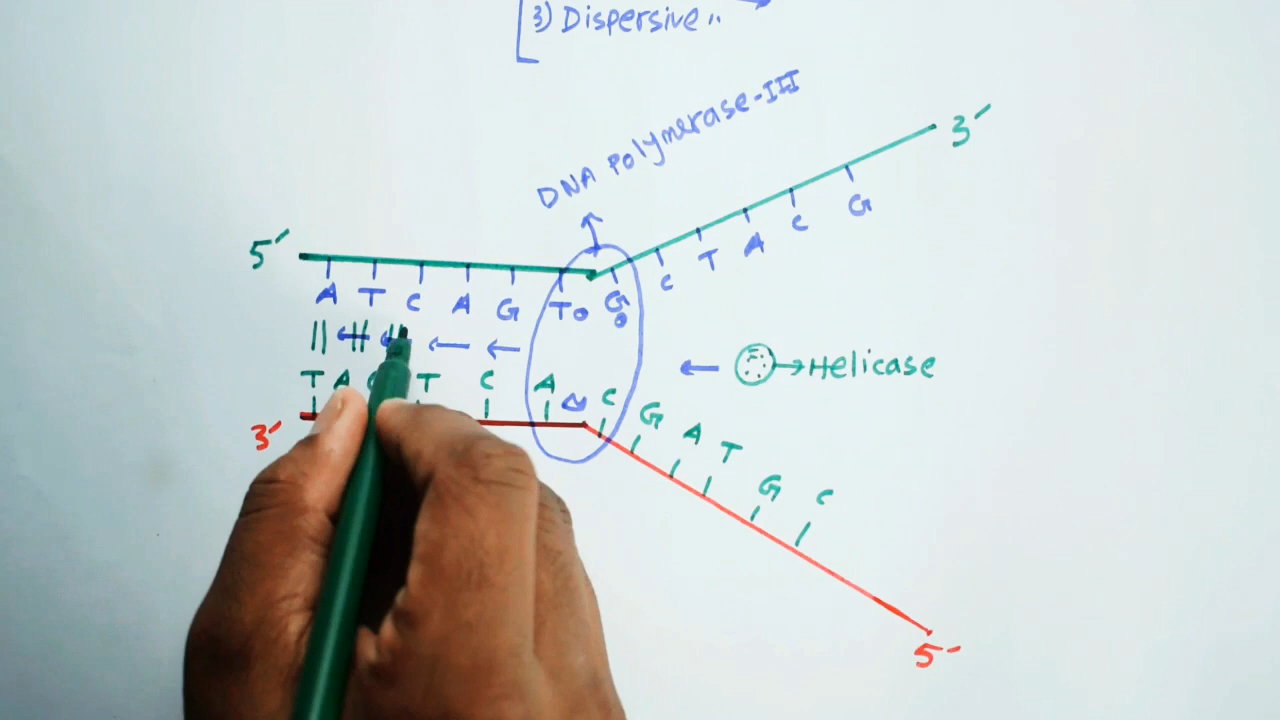 3) Dispersive "
DNA Polymerase-III
3′
5′
A T C A G T G C T A C G
T A T C A C G A T G C
→Helicase
3′
5′